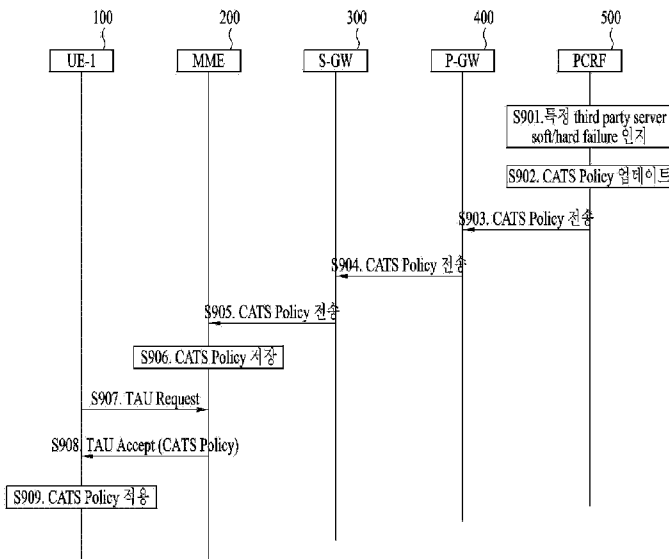 100
200
300
400
500
UE-1
MME
S-GW
P-GW
PCRF
S901.특정 third party server
soft/hard failure 인지
S902. CATS Policy 업데이트
S903. CATS Policy 전송
S904. CATS Policy 전송
S905. CATS Policy 전송
S906. CATS Policy 저장
S907. TAU Request
S908. TAU Accept (CATS Policy)
S909. CATS Policy 적용